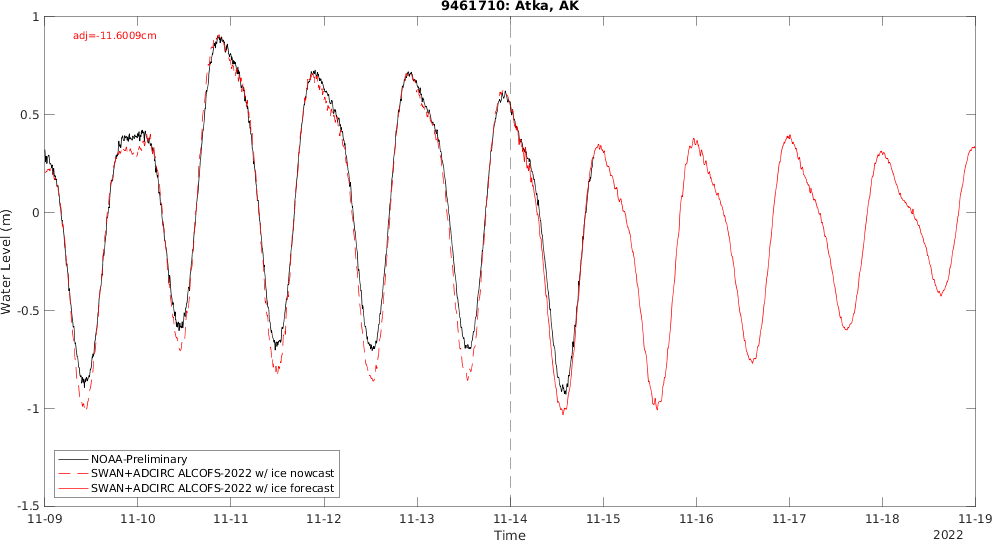 9461710: Atka, AK
adj=-11.6009cm
1
0.5
0
-0.5
-1
-1.5
Water Level (m)
NOAA-Preliminary
SWAN+ADCIRC ALCOFS-2022 w/ ice nowcast
SWAN+ADCIRC ALCOFS-2022 w/ ice forecast
11-09 11-10 11-11 11-12 11-13 11-14 11-15 11-16 11-17 11-18 11-19
Time
2022